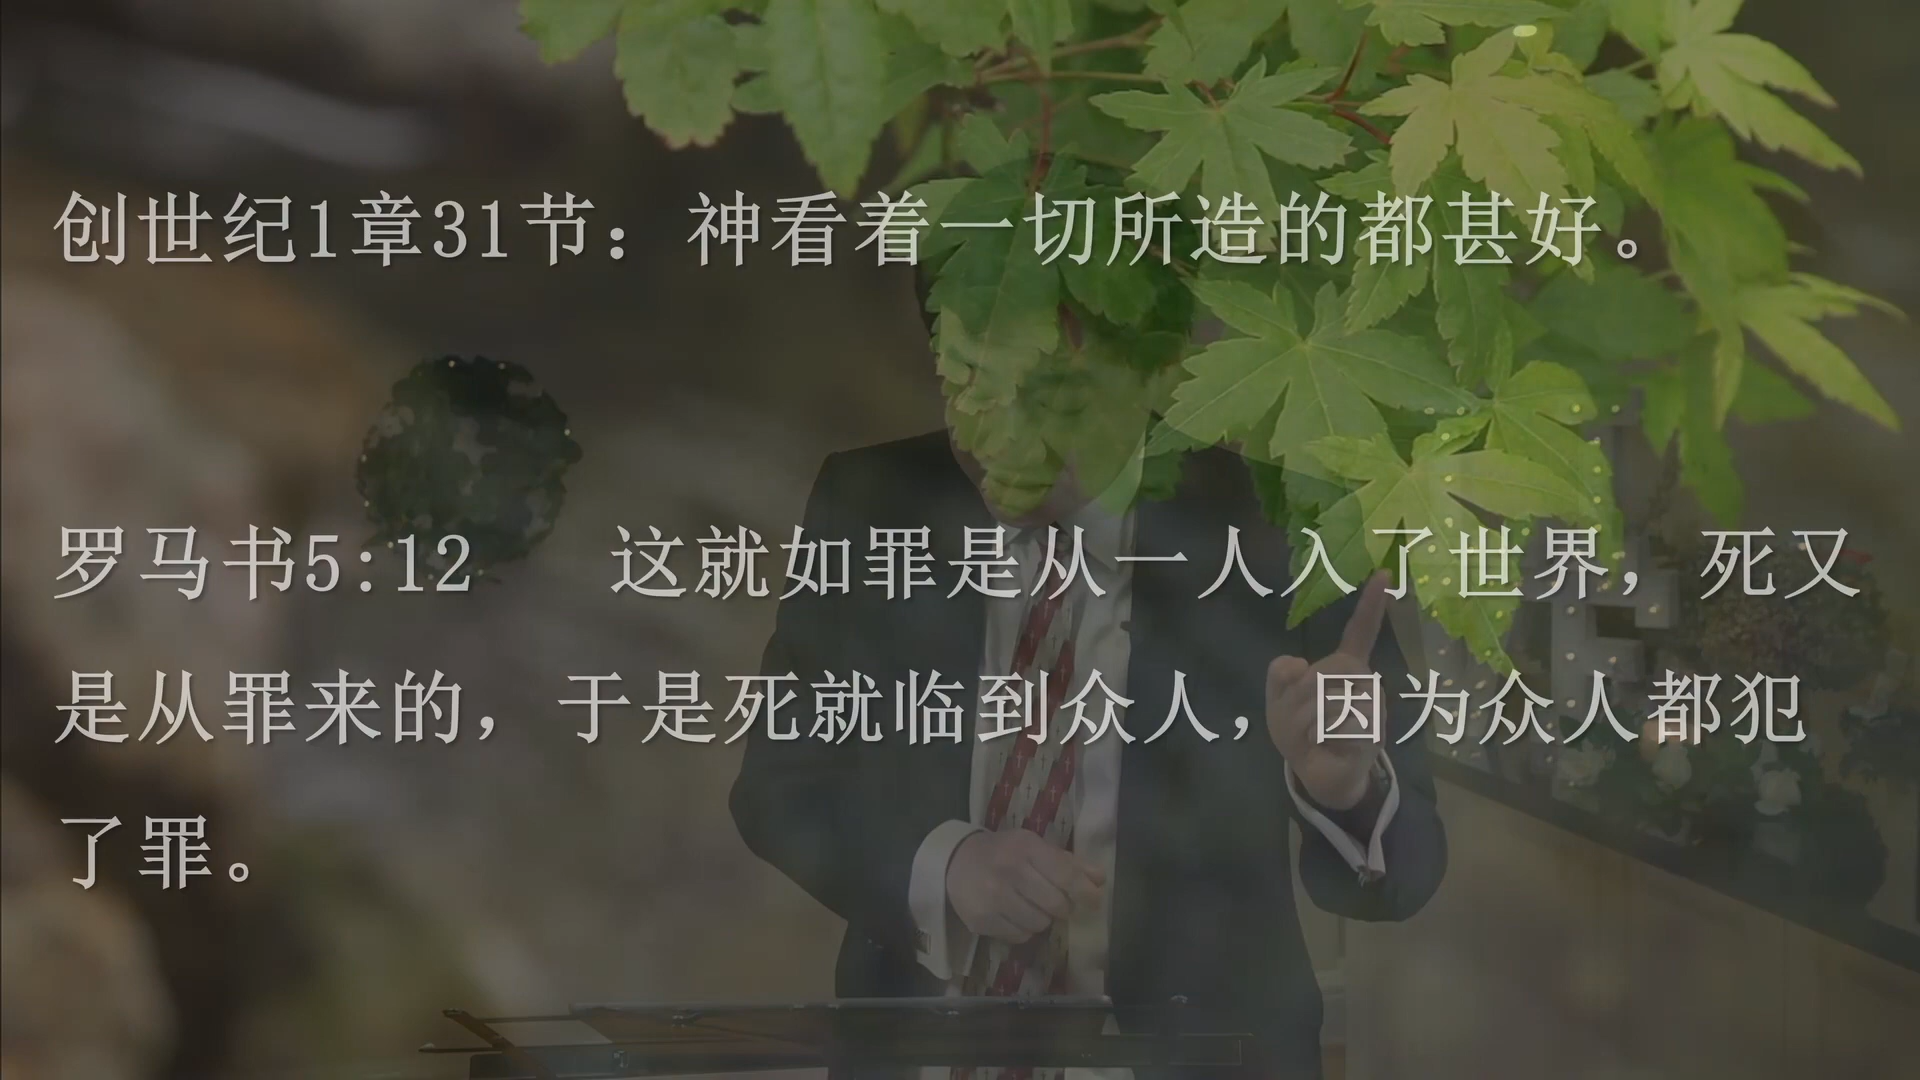 创世纪1章31节：神看着一切所造的都甚好。
罗马书5:12 这就如罪是从一人入了世界，死又
是从罪来的，于是死就临到众人，因为众人都犯
了罪。